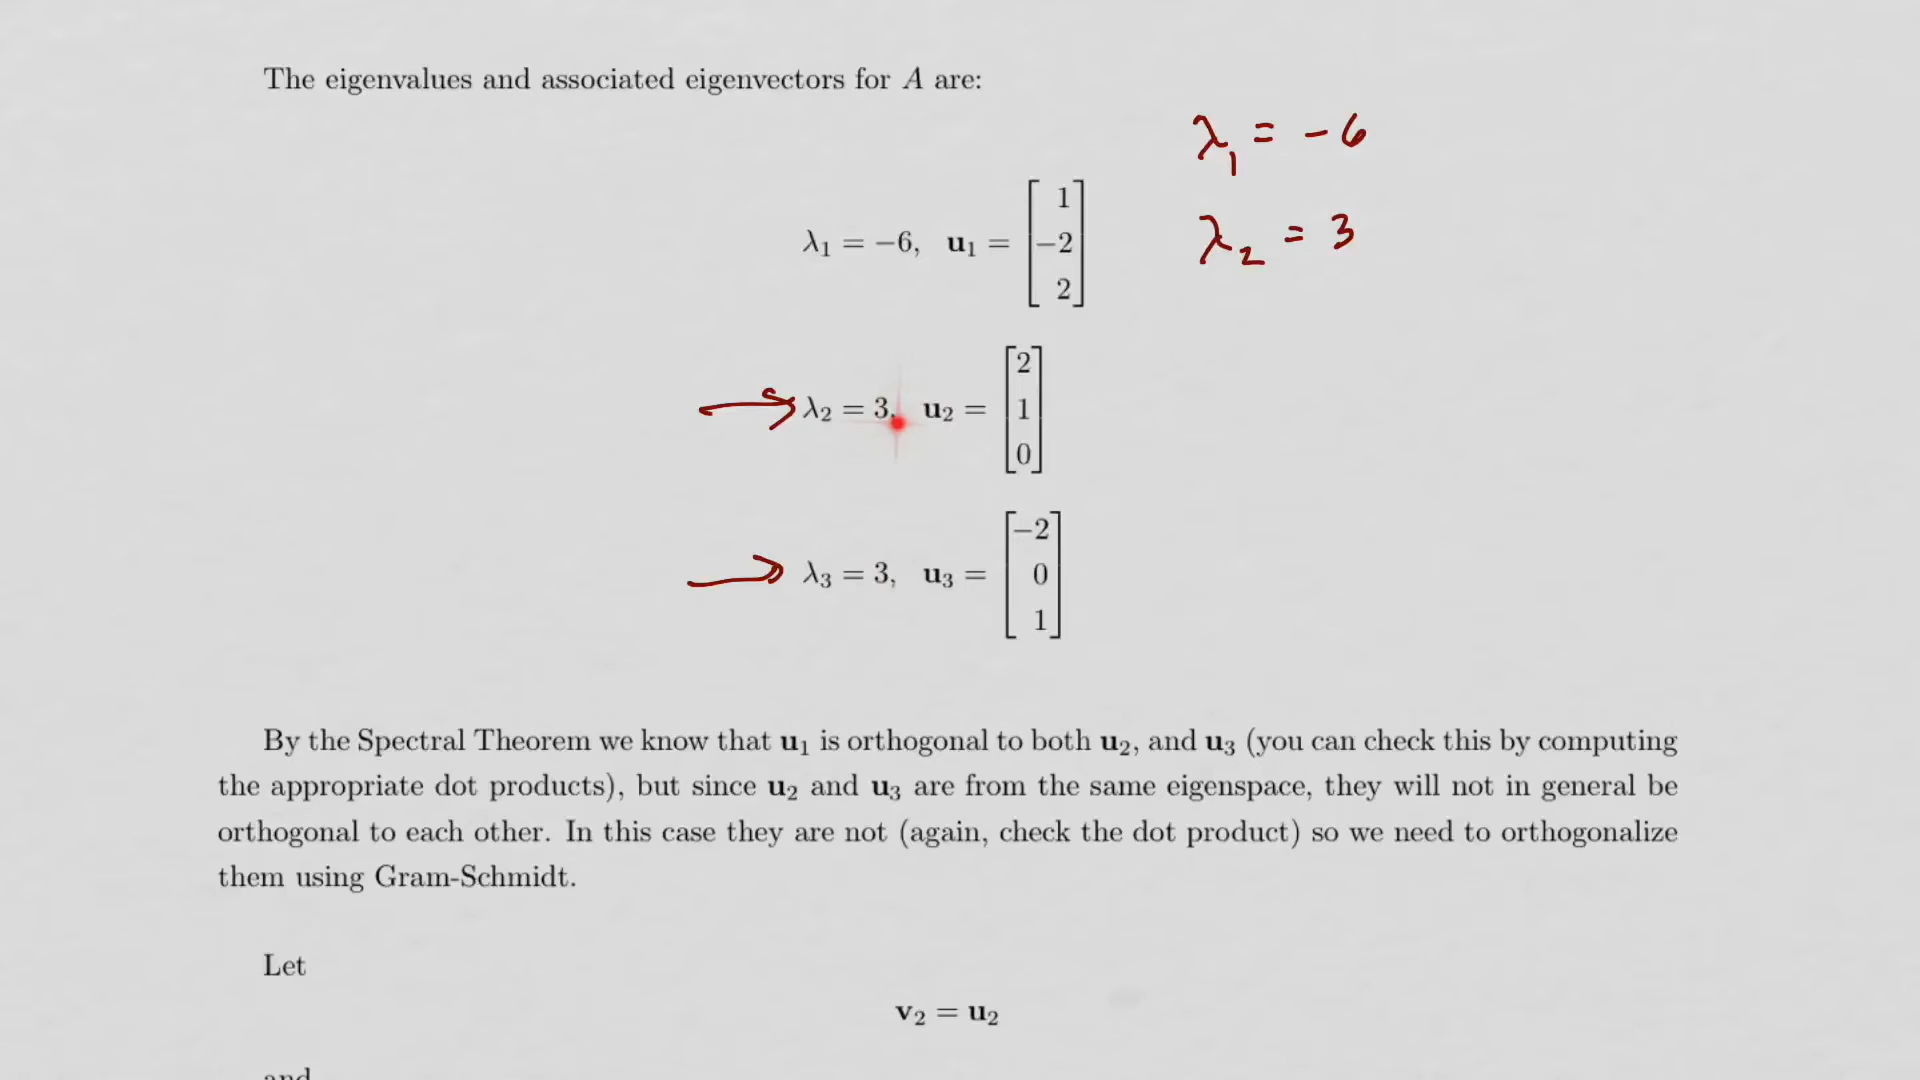 The eigenvalues and associated eigenvectors for A are:
λ₁ = −6
λ₁ = −6, u₁ = [1 −2 2]
λ₂ = 3
λ₂ = 3, u₂ = [2 1 0]
λ₃ = 3, u₃ = [−2 0 1]
By the Spectral Theorem we know that u₁ is orthogonal to both u₂, and u₃ (you can check this by computing
the appropriate dot products), but since u₂ and u₃ are from the same eigenspace, they will not in general be
orthogonal to each other. In this case they are not (again, check the dot product) so we need to orthogonalize
them using Gram-Schmidt.
Let
v₂ = u₂
and